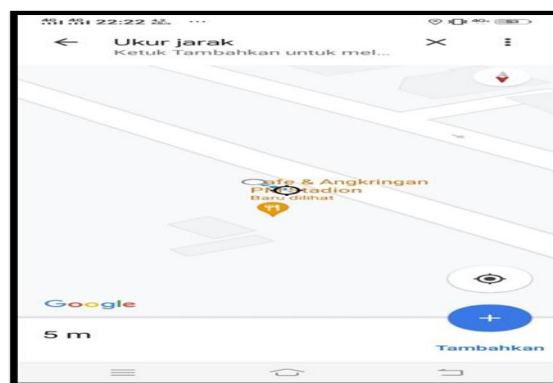 22:22
Ukur jarak
Ketuk Tambahkan untuk mel...
Cafe & Angkringan
Stadion
Baru dilihat
Google
5 m
Tambahkan